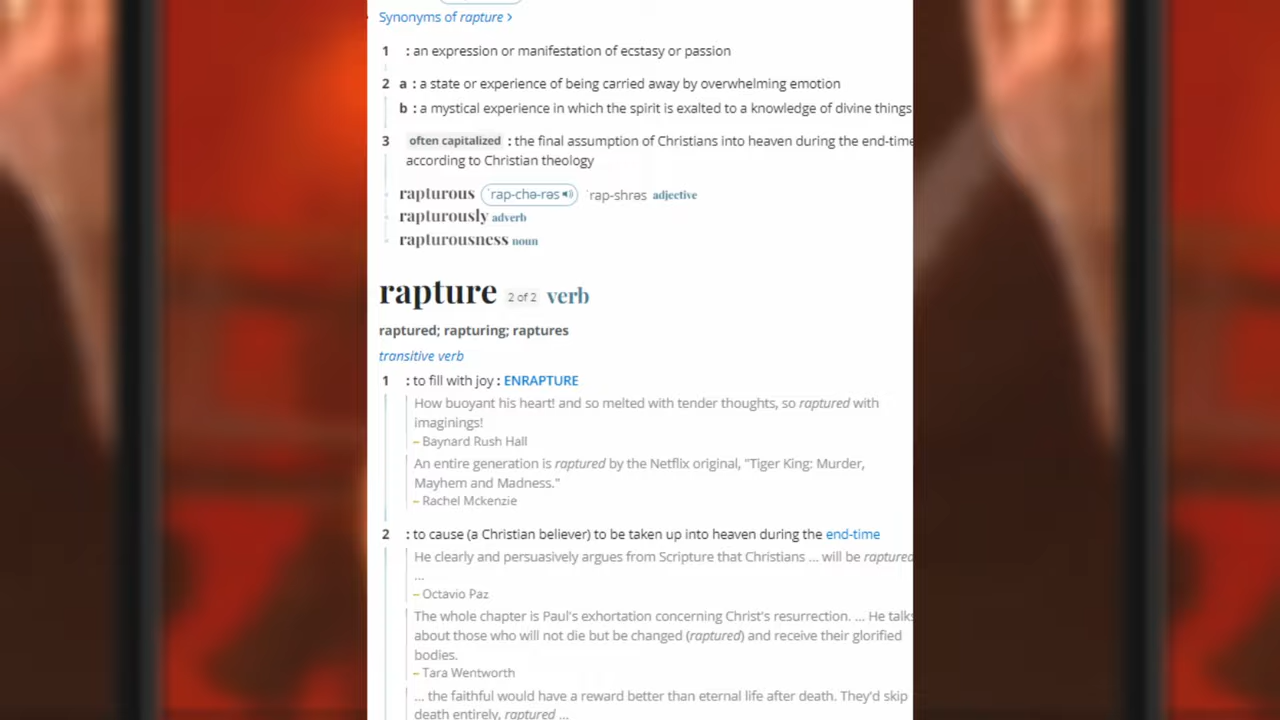 Synonyms of rapture >
1 : an expression or manifestation of ecstasy or passion
2 a : a state or experience of being carried away by overwhelming emotion
b : a mystical experience in which the spirit is exalted to a knowledge of divine things
3 often capitalized : the final assumption of Christians into heaven during the end-time
according to Christian theology
rapturous ˈrap-chə-rəs ˈrap-shrəs adjective
rapturously adverb
rapturousness noun
rapture 2 of 2 verb
raptured; rapturing; raptures
transitive verb
1 : to fill with joy : ENRAPTURE
How buoyant his heart! and so melted with tender thoughts, so raptured with
imaginings!
– Baynard Rush Hall
An entire generation is raptured by the Netflix original, "Tiger King: Murder,
Mayhem and Madness."
– Rachel Mckenzie
2 : to cause (a Christian believer) to be taken up into heaven during the end-time
He clearly and persuasively argues from Scripture that Christians ... will be raptured
...
– Octavio Paz
The whole chapter is Paul's exhortation concerning Christ's resurrection. ... He talks
about those who will not die but be changed (raptured) and receive their glorified
bodies.
– Tara Wentworth
... the faithful would have a reward better than eternal life after death. They'd skip
death entirely, raptured ...